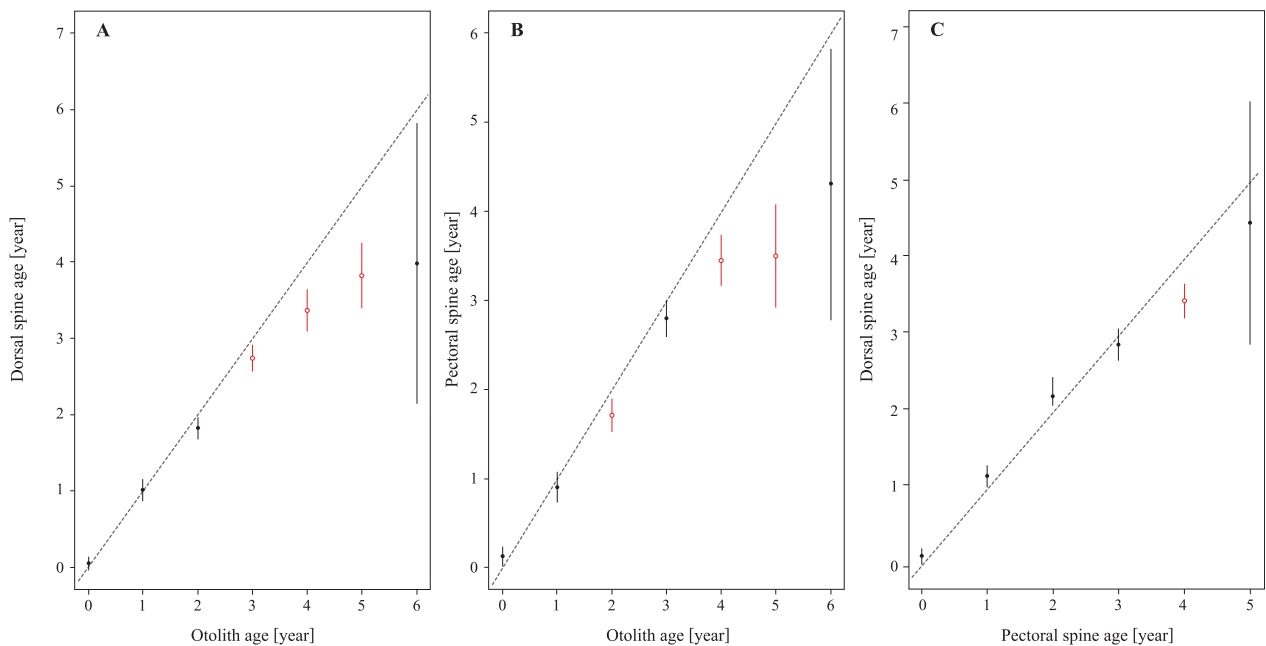 A
7
6
5
4
3
2
1
0
Dorsal spine age [year]
0 1 2 3 4 5 6
Otolith age [year]
B
6
5
4
3
2
1
0
Pectoral spine age [year]
0 1 2 3 4 5 6
Otolith age [year]
C
7
6
5
4
3
2
1
0
Dorsal spine age [year]
0 1 2 3 4 5
Pectoral spine age [year]